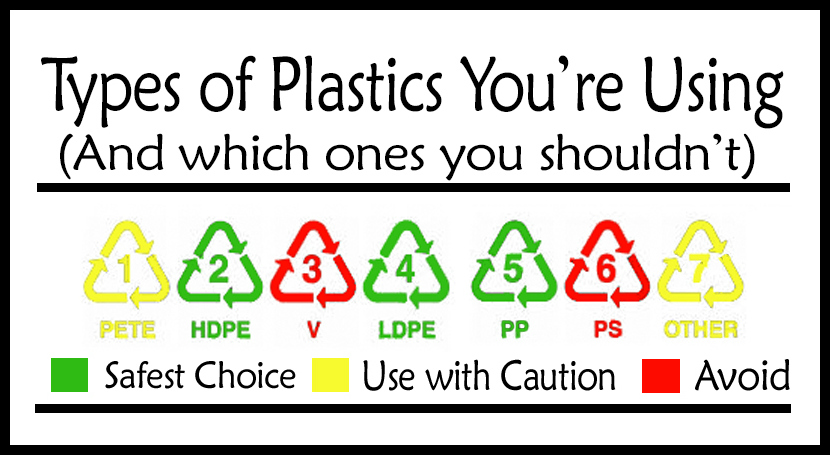 Types of Plastics You're Using
(And which ones you shouldn't)
1 2 3 4 5 6 7
PETE HDPE V LDPE PP PS OTHER
Safest Choice Use with Caution Avoid